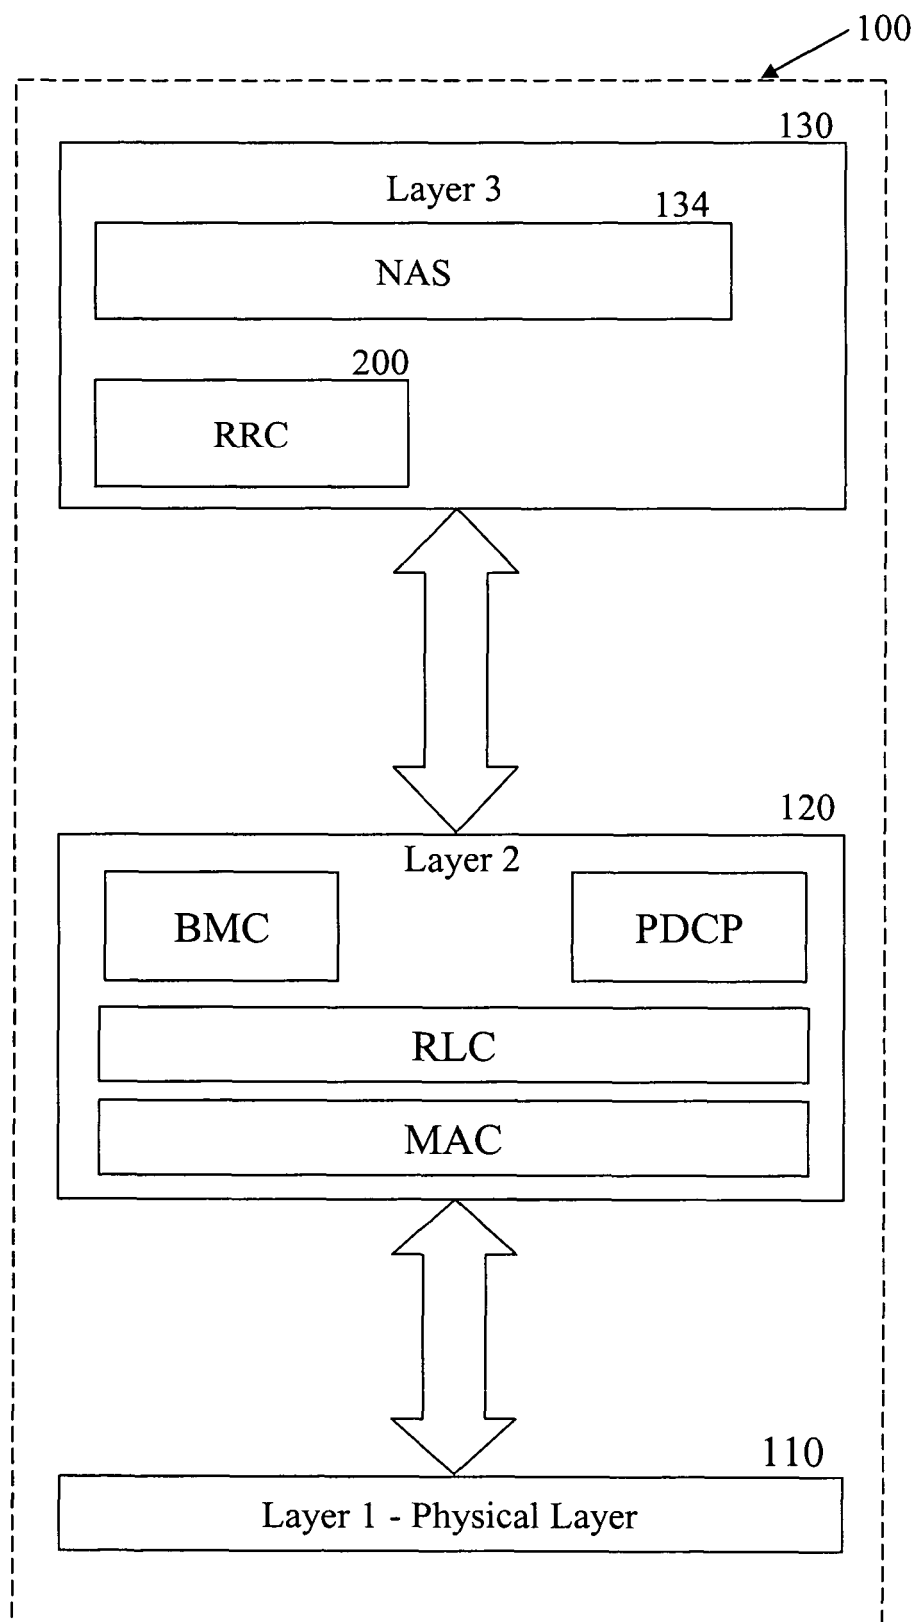 100
130
Layer 3
134
NAS
200
RRC
120
Layer 2
BMC
PDCP
RLC
MAC
110
Layer 1 - Physical Layer